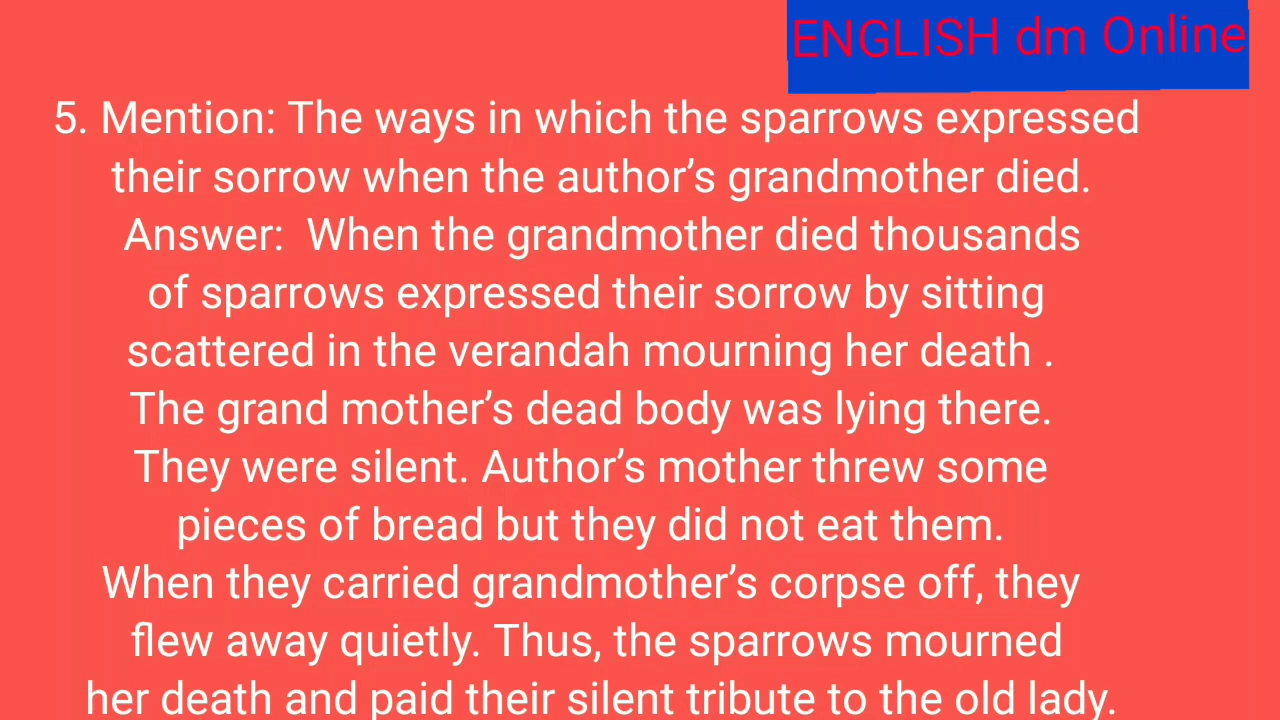 ENGLISH dm Online
5. Mention: The ways in which the sparrows expressed
their sorrow when the author’s grandmother died.
Answer:  When the grandmother died thousands
of sparrows expressed their sorrow by sitting
scattered in the verandah mourning her death .
The grand mother’s dead body was lying there.
They were silent. Author’s mother threw some
pieces of bread but they did not eat them.
When they carried grandmother’s corpse off, they
flew away quietly. Thus, the sparrows mourned
her death and paid their silent tribute to the old lady.